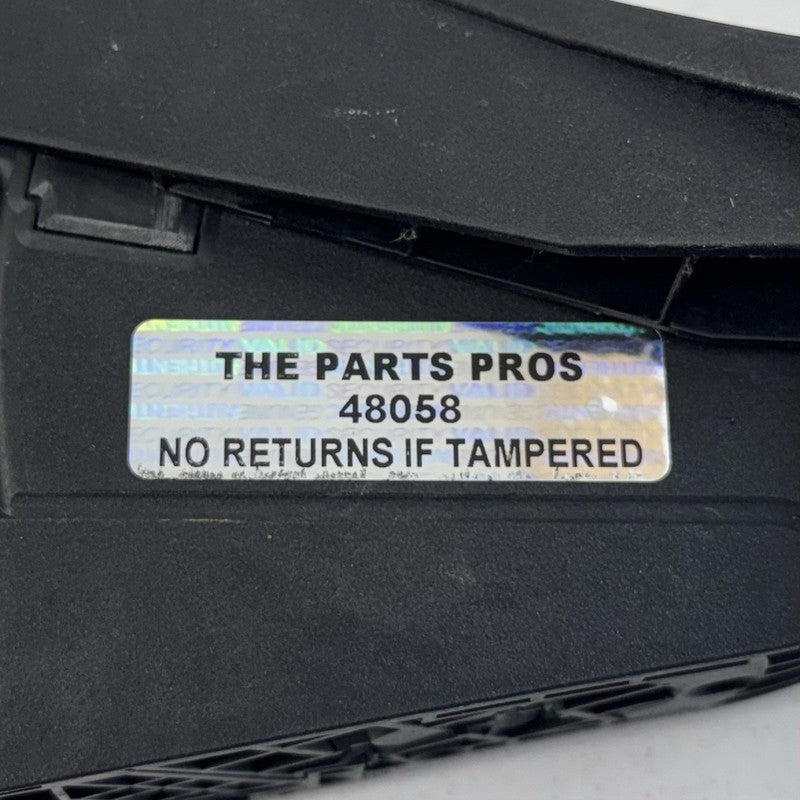 THE PARTS PROS
48058
NO RETURNS IF TAMPERED